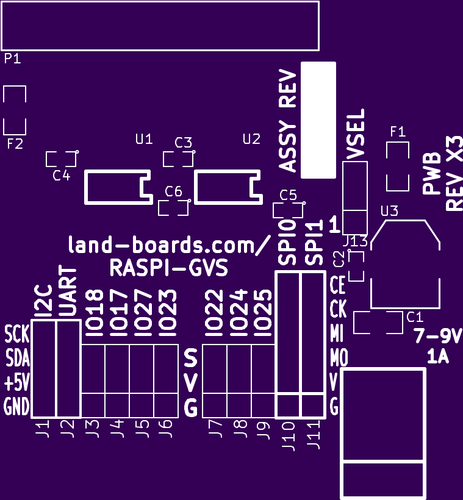 P1
ASSY REV
VSEL
F1
PWB
REV X3
F2
U1
C3
U2
C4
C6
C5
U3
1
J13
land-boards.com/
RASPI-GVS
SPI0
SPI1
C2
I2C
UART
IO18
IO17
IO27
IO23
IO22
IO24
IO25
CE
CK
MI
MO
V
G
C1
7-9V
1A
SCK
SDA
+5V
GND
S
V
G
J1
J2
J3
J4
J5
J6
J7
J8
J9
J10
J11